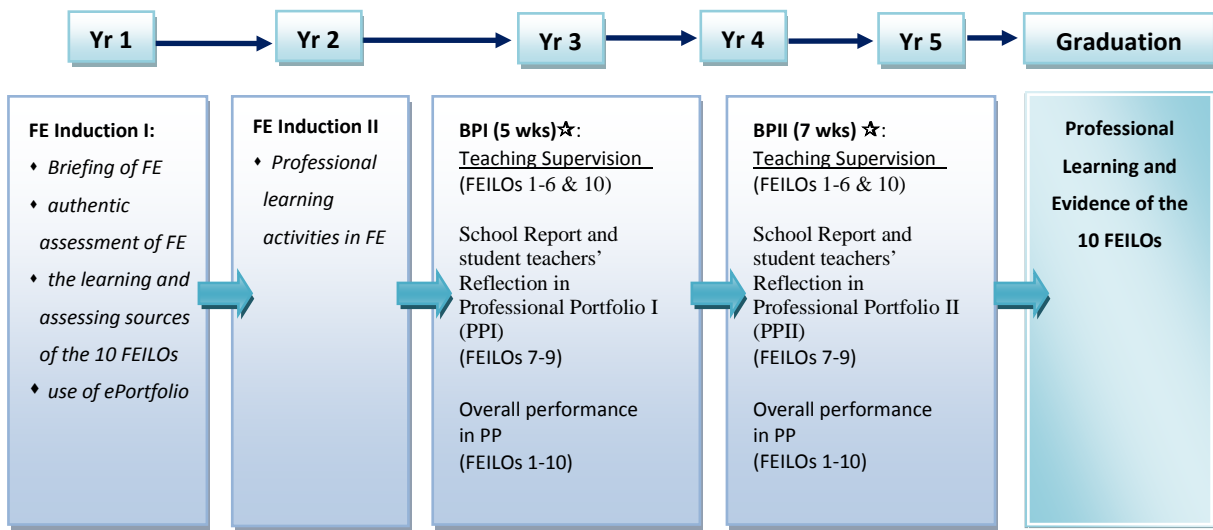 Yr 1
Yr 2
Yr 3
Yr 4
Yr 5
Graduation
FE Induction I:
♦ Briefing of FE
♦ authentic
assessment of FE
♦ the learning and
assessing sources
of the 10 FEILOs
♦ use of ePortfolio
FE Induction II
♦ Professional
learning
activities in FE
BPI (5 wks)☆:
Teaching Supervision
(FEILOs 1-6 & 10)
School Report and
student teachers’
Reflection in
Professional Portfolio I
(PPI)
(FEILOs 7-9)
Overall performance
in PP
(FEILOs 1-10)
BPII (7 wks) ☆:
Teaching Supervision
(FEILOs 1-6 & 10)
School Report and
student teachers’
Reflection in
Professional Portfolio II
(PPII)
(FEILOs 7-9)
Overall performance
in PP
(FEILOs 1-10)
Professional
Learning and
Evidence of the
10 FEILOs